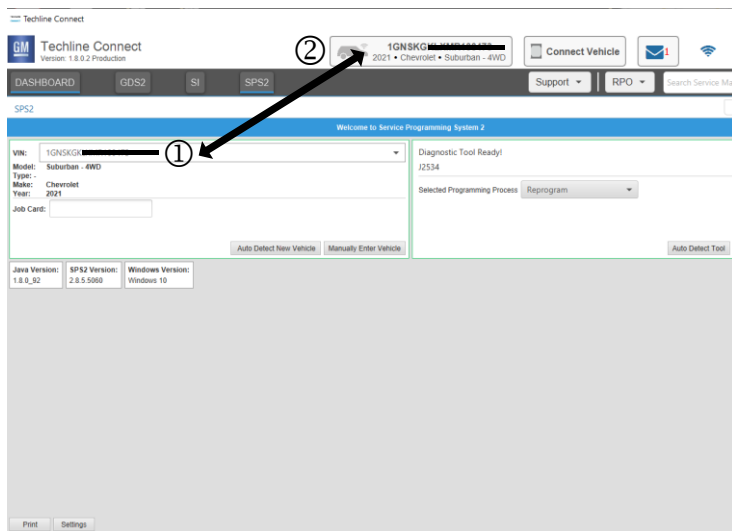 Techline Connect
GM
Techline Connect
Version: 1.8.0.2 Production
②
2021 • Chevrolet • Suburban - 4WD
Connect Vehicle
1
DASHBOARD
GDS2
SI
SPS2
Support
RPO
Search Service Ma
SPS2
Welcome to Service Programming System 2
VIN: 1GNSKGK
①
Model: Suburban - 4WD
Type: -
Make: Chevrolet
Year: 2021
Job Card:
Auto Detect New Vehicle
Manually Enter Vehicle
Diagnostic Tool Ready!
J2534
Selected Programming Process Reprogram
Auto Detect Tool
Java Version:
1.8.0_92
SPS2 Version:
2.8.5.5060
Windows Version:
Windows 10
Print
Settings